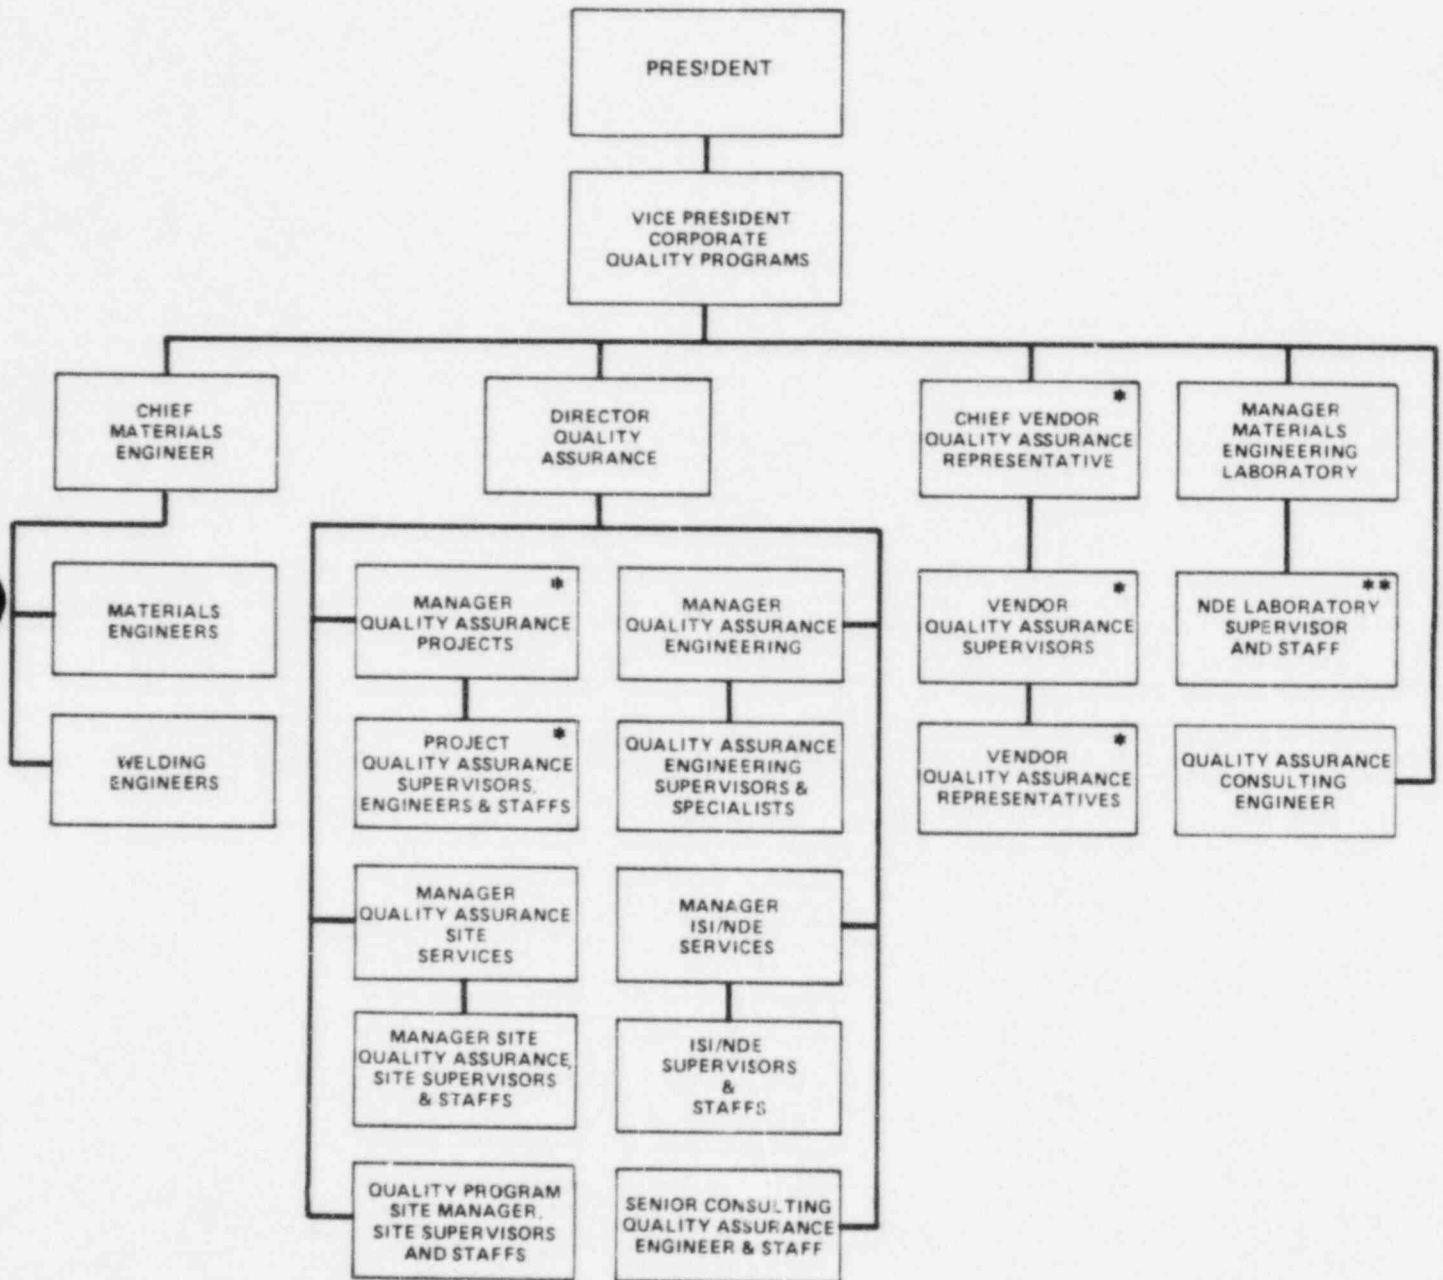 PRESIDENT
VICE PRESIDENT
CORPORATE
QUALITY PROGRAMS
CHIEF
MATERIALS
ENGINEER
DIRECTOR
QUALITY
ASSURANCE
*
CHIEF VENDOR
QUALITY ASSURANCE
REPRESENTATIVE
MANAGER
MATERIALS
ENGINEERING
LABORATORY
MATERIALS
ENGINEERS
*
MANAGER
QUALITY ASSURANCE
PROJECTS
MANAGER
QUALITY ASSURANCE
ENGINEERING
*
VENDOR
QUALITY ASSURANCE
SUPERVISORS
**
NDE LABORATORY
SUPERVISOR
AND STAFF
WELDING
ENGINEERS
*
PROJECT
QUALITY ASSURANCE
SUPERVISORS,
ENGINEERS & STAFFS
QUALITY ASSURANCE
ENGINEERING
SUPERVISORS &
SPECIALISTS
*
VENDOR
QUALITY ASSURANCE
REPRESENTATIVES
QUALITY ASSURANCE
CONSULTING
ENGINEER
MANAGER
QUALITY ASSURANCE
SITE
SERVICES
MANAGER
ISI/NDE
SERVICES
MANAGER SITE
QUALITY ASSURANCE,
SITE SUPERVISORS
& STAFFS
ISI/NDE
SUPERVISORS
&
STAFFS
QUALITY PROGRAM
SITE MANAGER,
SITE SUPERVISORS
AND STAFFS
SENIOR CONSULTING
QUALITY ASSURANCE
ENGINEER & STAFF